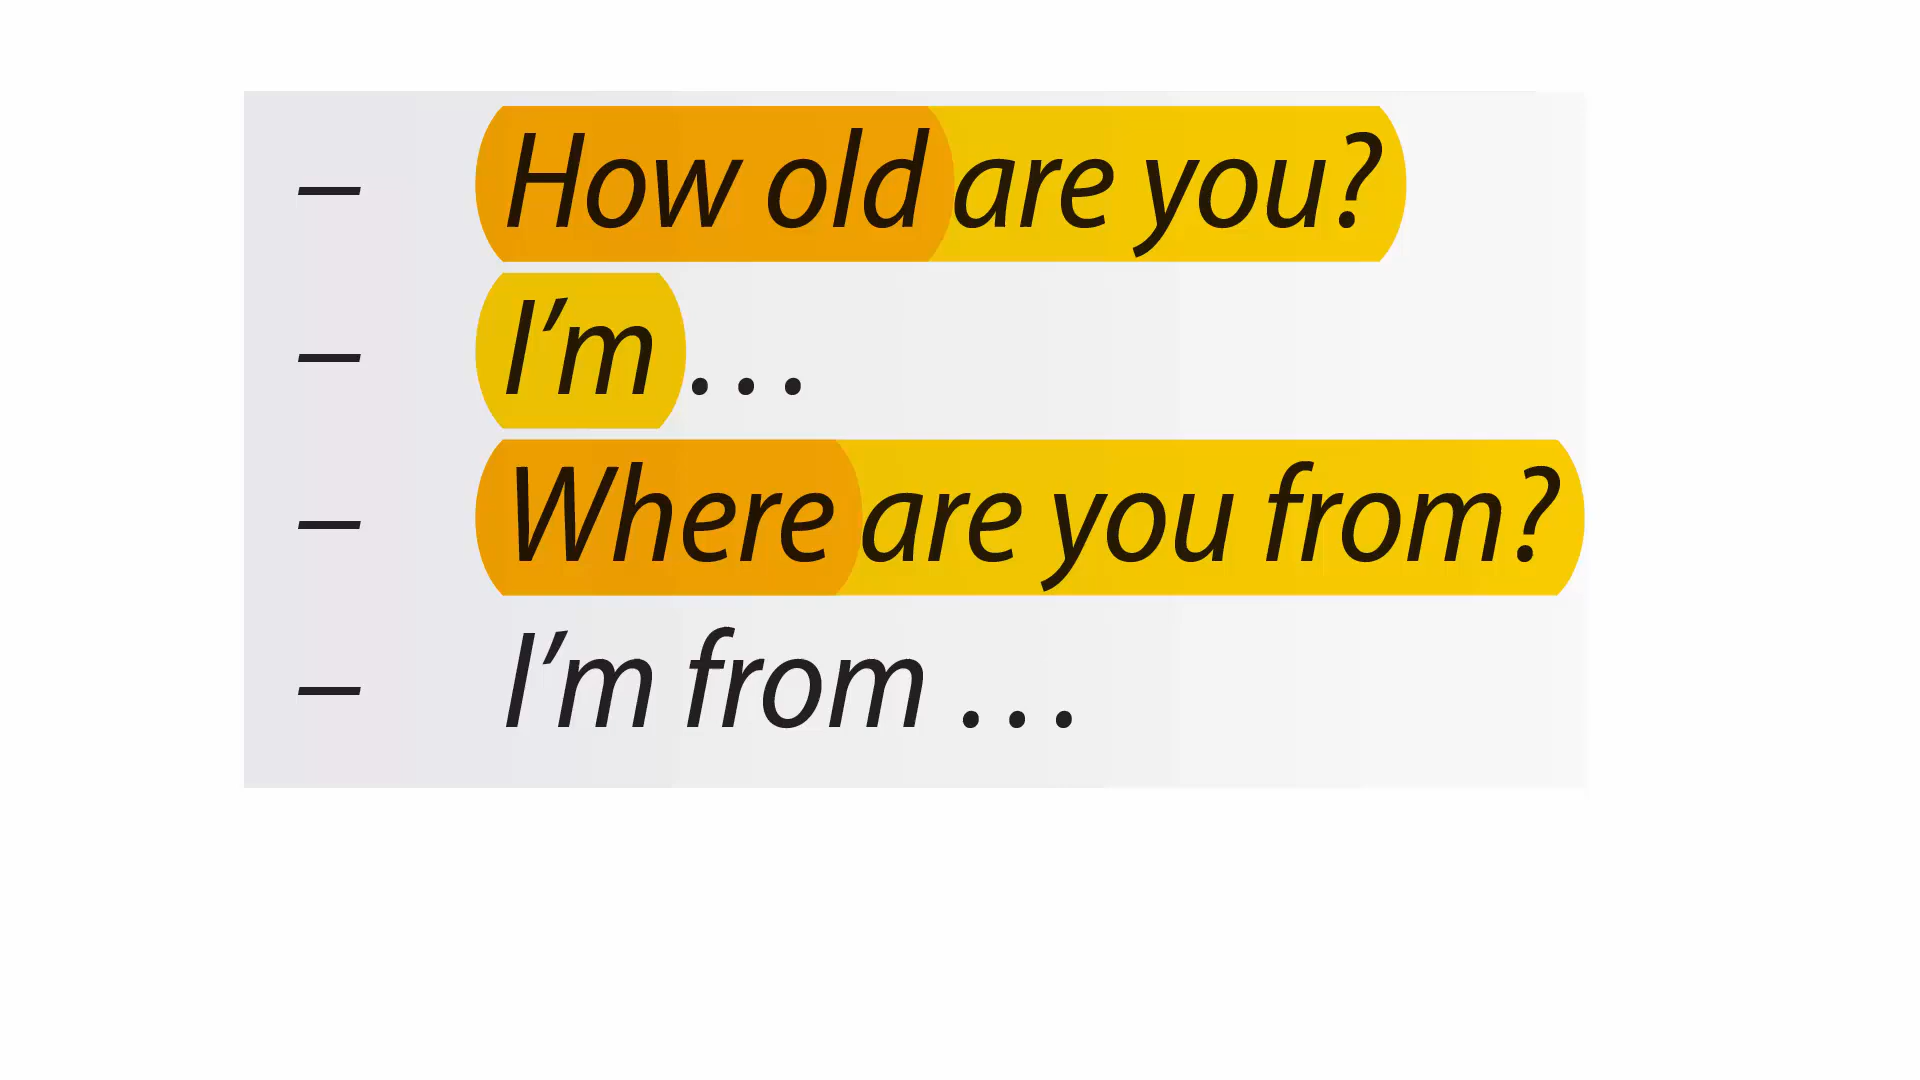 – How old are you?
– I’m …
– Where are you from?
– I’m from …